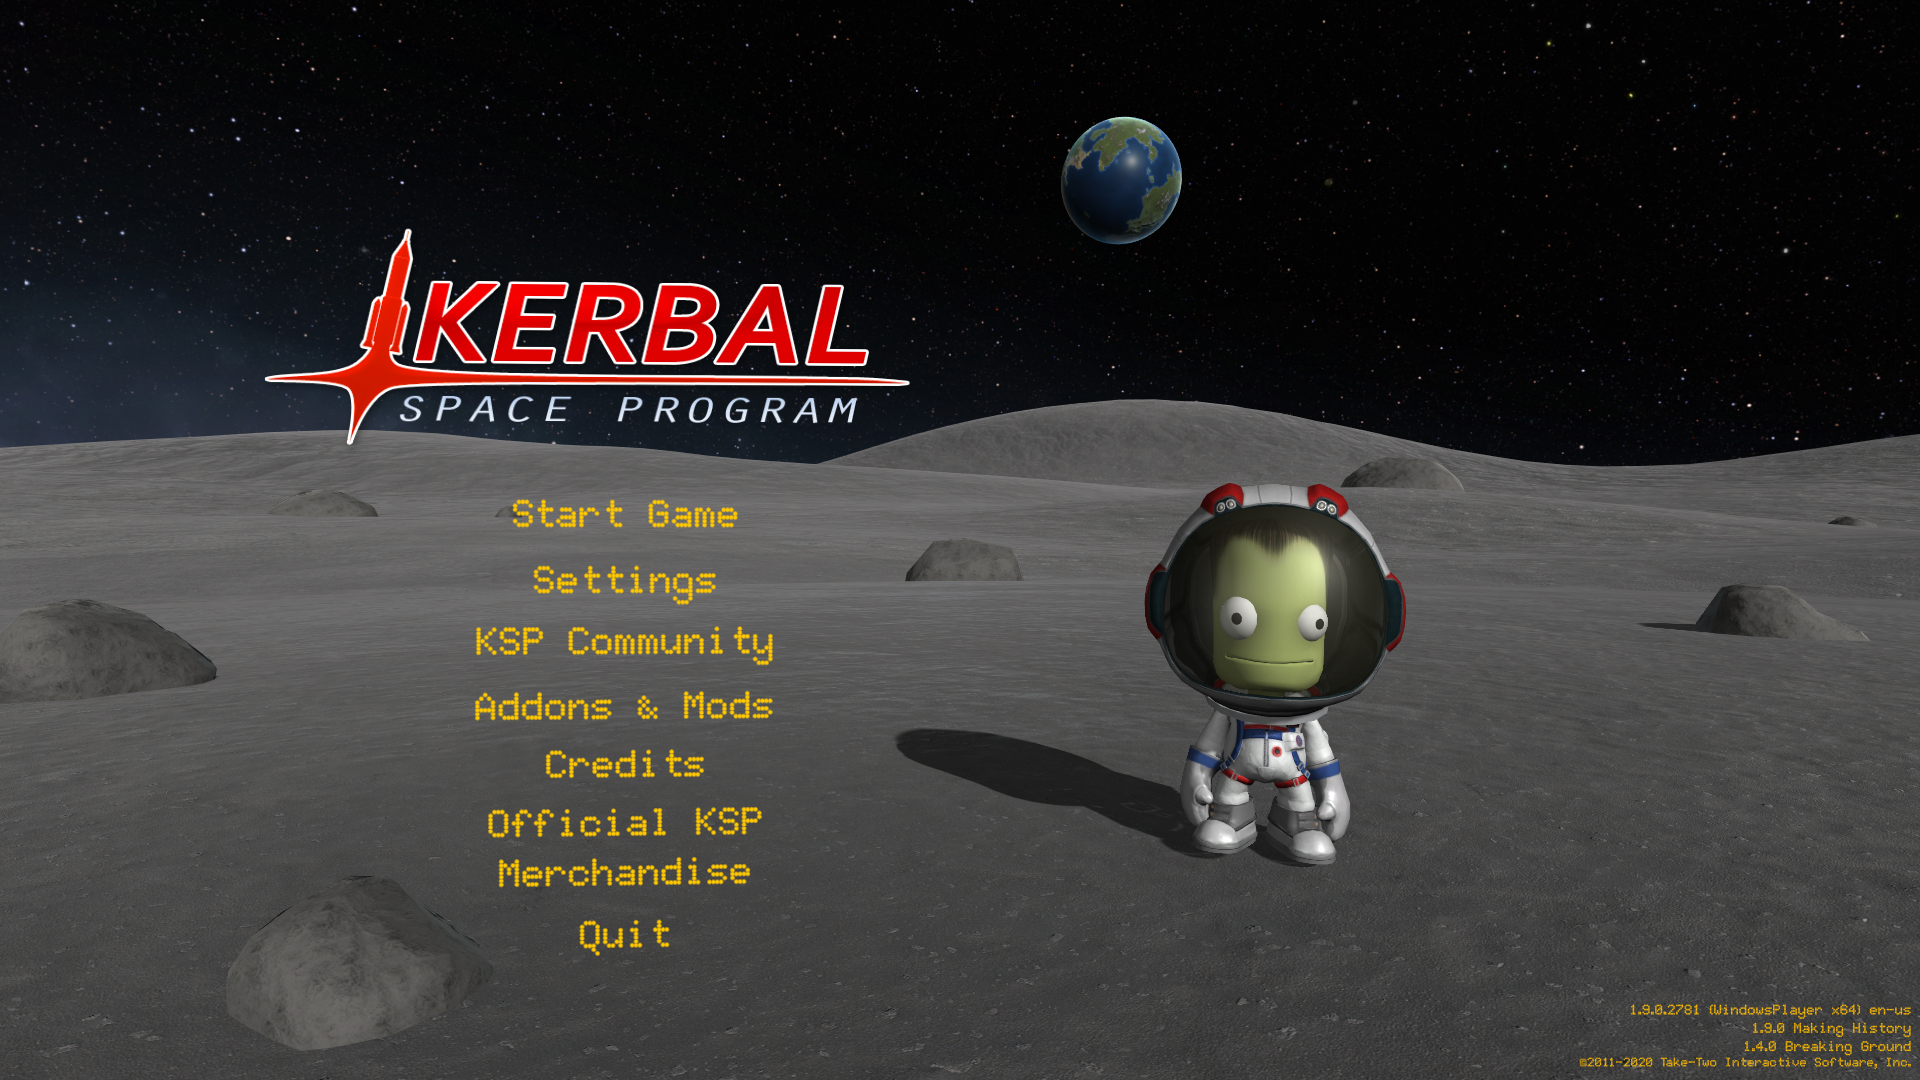 KERBAL
SPACE PROGRAM
Start Game
Settings
KSP Community
Addons & Mods
Credits
Official KSP
Merchandise
Quit
1.9.0.2781 (WindowsPlayer x64) en-us
1.9.0 Making History
1.4.0 Breaking Ground
©2011-2020 Take-Two Interactive Software, Inc.